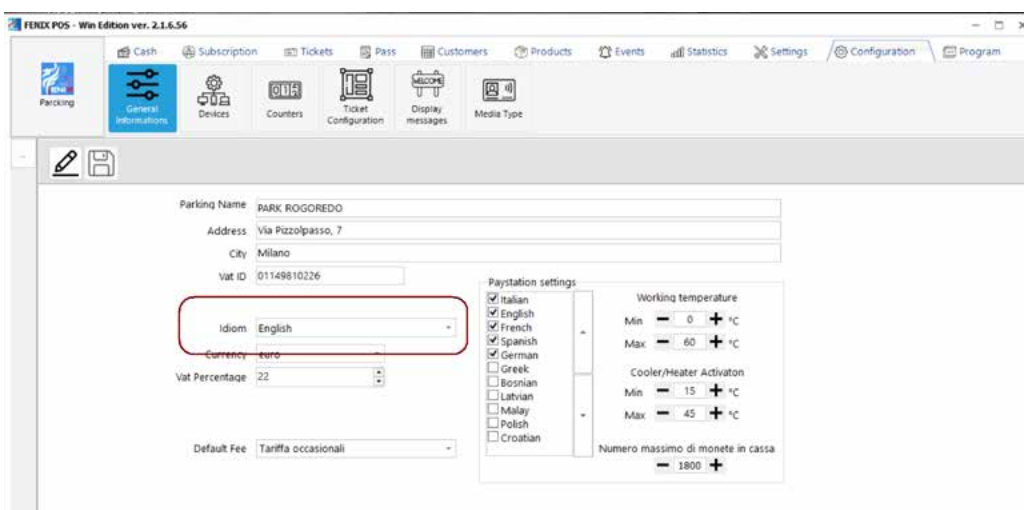 FENIX POS - Win Edition ver. 2.1.6.56
Cash Subscription Tickets Pass Customers Products Events Statistics Settings Configuration Program
Parcking
General Informations
Devices
Counters
Ticket Configuration
WELCOME
Display messages
Media Type
Parking Name PARK ROGOREDO
Address Via Pizzolpasso, 7
City Milano
Vat ID 01149810226
Idiom English
Currency euro
Vat Percentage 22
Default Fee Tariffa occasionali
Paystation settings
Italian
English
French
Spanish
German
Greek
Bosnian
Latvian
Malay
Polish
Croatian
Working temperature
Min 0 °C
Max 60 °C
Cooler/Heater Activaton
Min 15 °C
Max 45 °C
Numero massimo di monete in cassa
1800